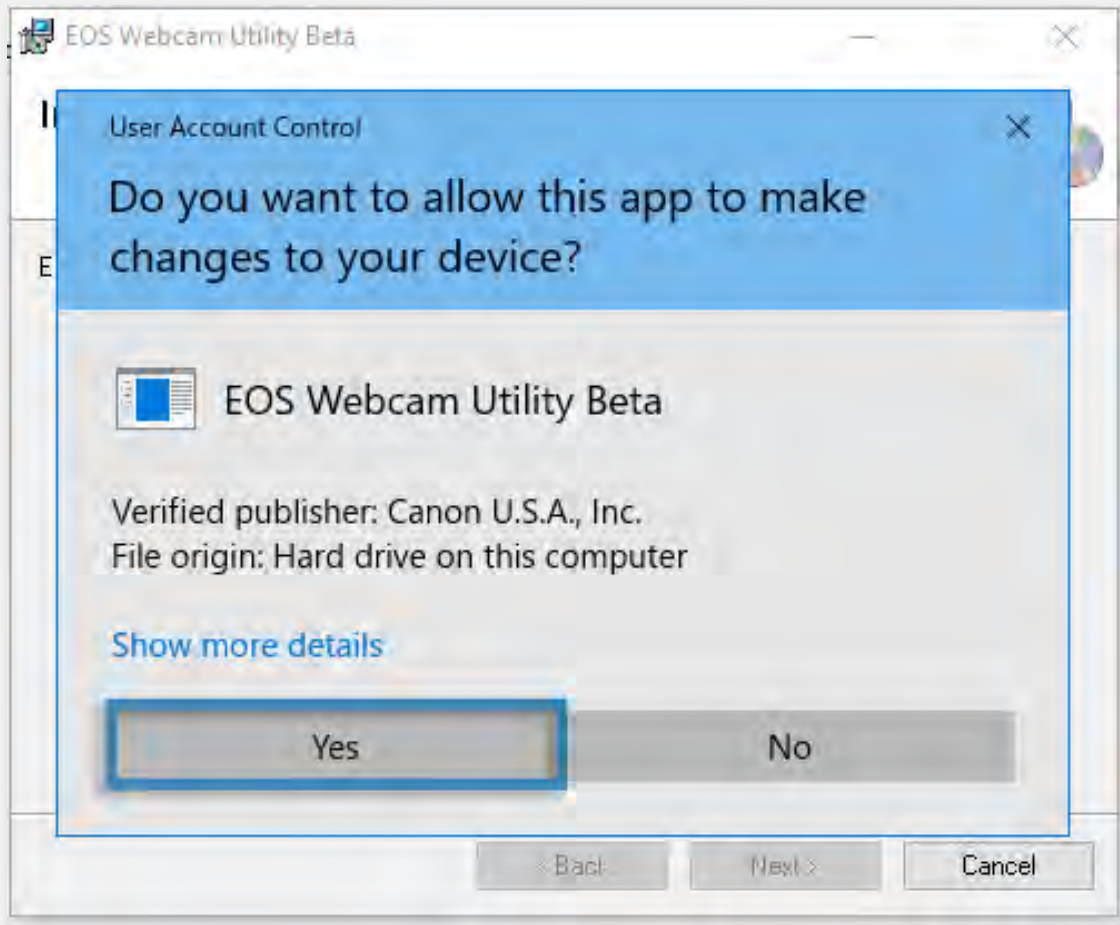 EOS Webcam Utility Beta
User Account Control
Do you want to allow this app to make
changes to your device?
E
EOS Webcam Utility Beta
Verified publisher: Canon U.S.A., Inc.
File origin: Hard drive on this computer
Show more details
Yes No
< Back Next > Cancel